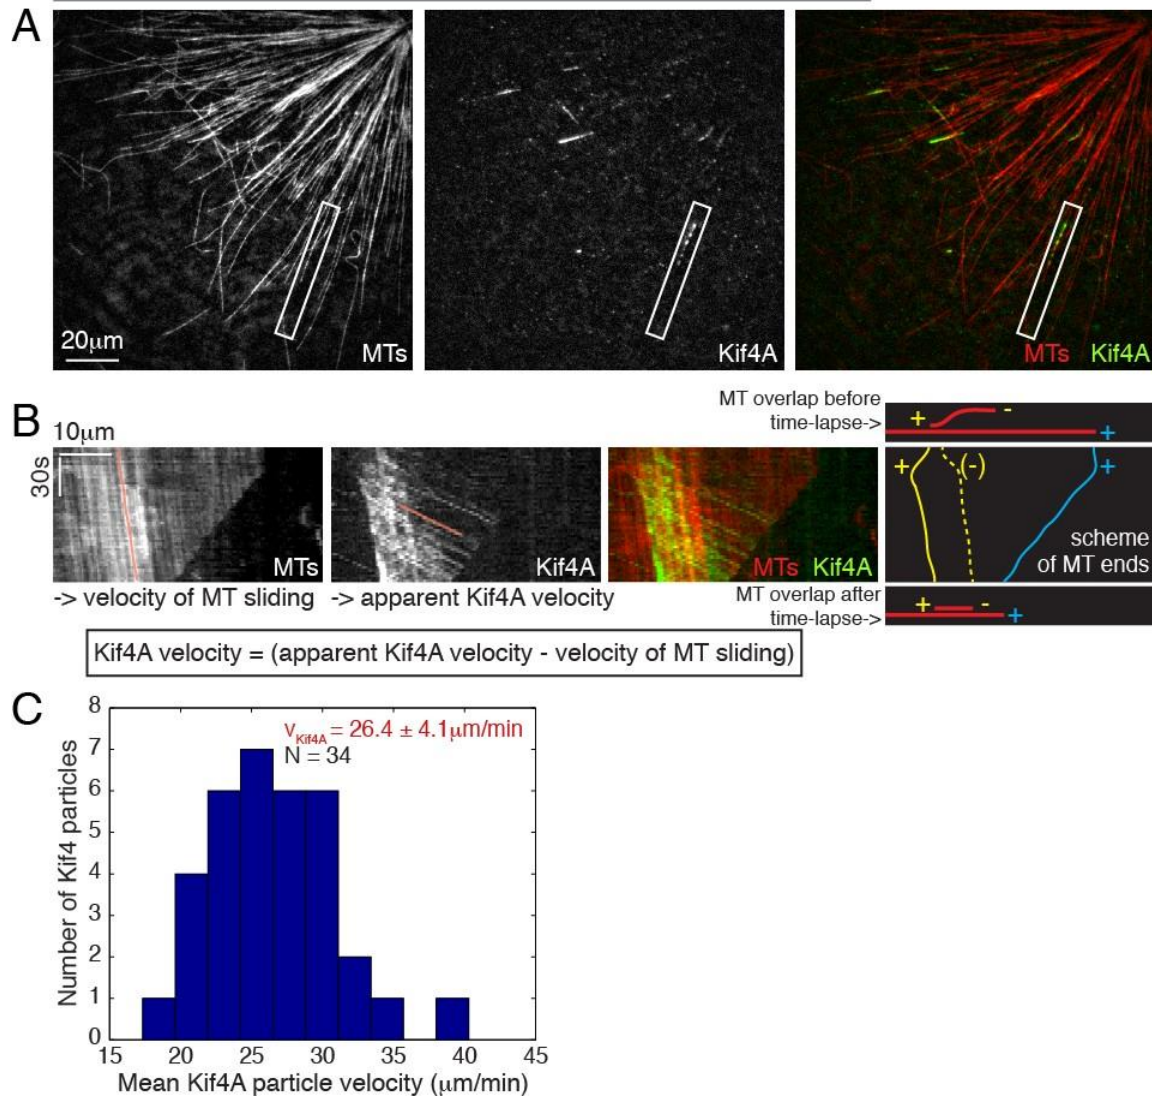 A
20μm
MTs
Kif4A
MTs Kif4A
B
10μm
30s
MTs
Kif4A
MTs Kif4A
-> velocity of MT sliding
-> apparent Kif4A velocity
MT overlap before
time-lapse->
+ -
+
+ (-) +
scheme
of MT ends
MT overlap after
time-lapse->
+ -
+
Kif4A velocity = (apparent Kif4A velocity - velocity of MT sliding)
C
vKif4A = 26.4 ± 4.1μm/min
N = 34
Number of Kif4 particles
8
7
6
5
4
3
2
1
0
15 20 25 30 35 40 45
Mean Kif4A particle velocity (μm/min)